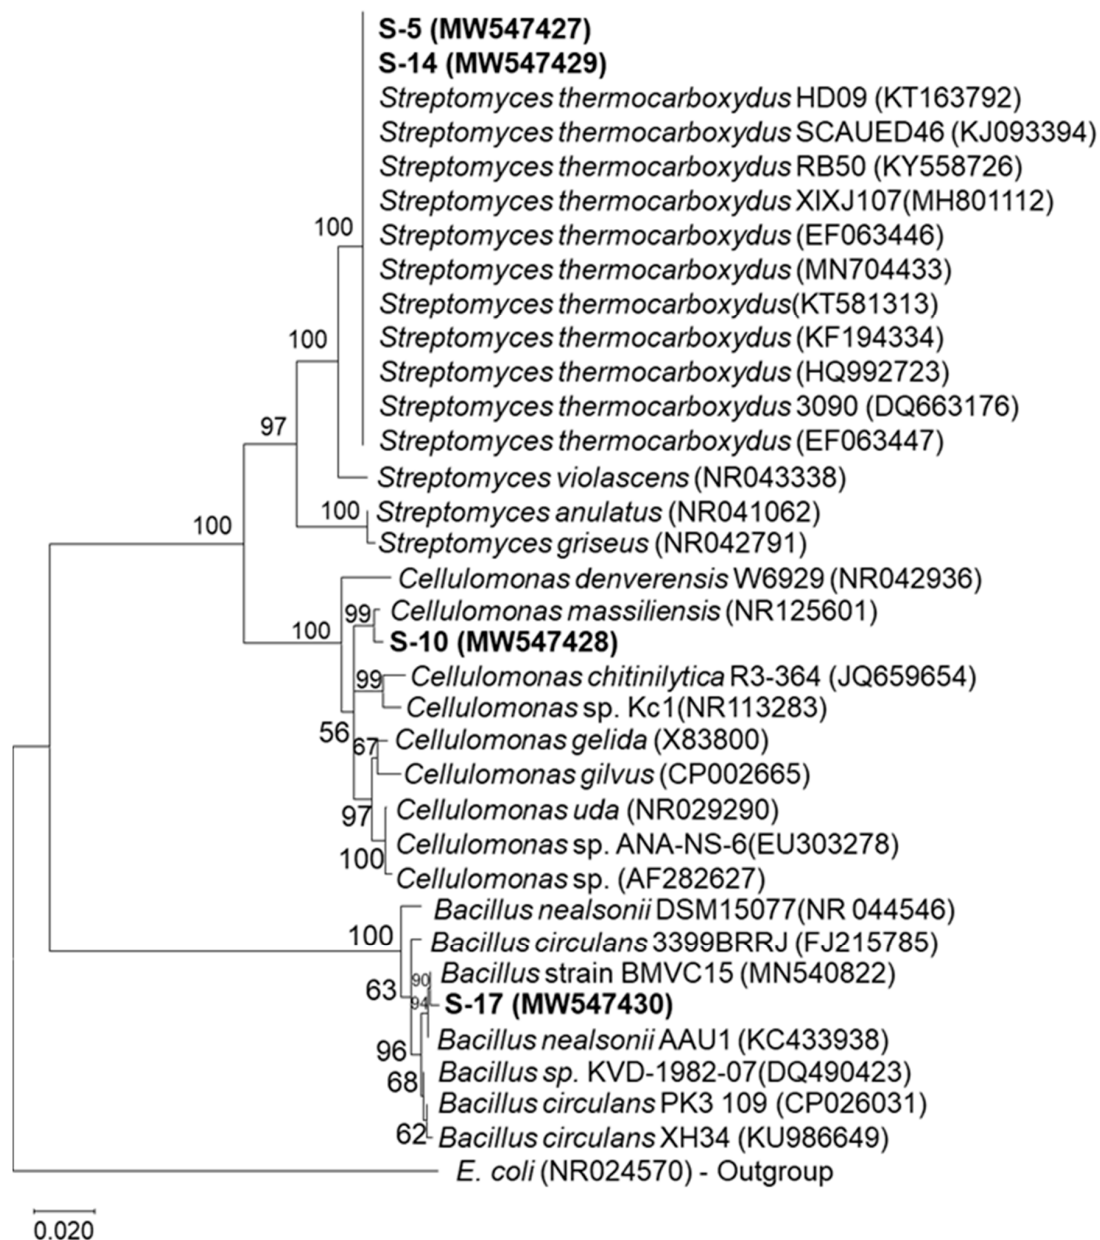 S-5 (MW547427)
S-14 (MW547429)
Streptomyces thermocarboxydus HD09 (KT163792)
Streptomyces thermocarboxydus SCAUED46 (KJ093394)
Streptomyces thermocarboxydus RB50 (KY558726)
Streptomyces thermocarboxydus XIXJ107(MH801112)
100
Streptomyces thermocarboxydus (EF063446)
Streptomyces thermocarboxydus (MN704433)
Streptomyces thermocarboxydus(KT581313)
100
Streptomyces thermocarboxydus (KF194334)
Streptomyces thermocarboxydus (HQ992723)
Streptomyces thermocarboxydus 3090 (DQ663176)
97
Streptomyces thermocarboxydus (EF063447)
Streptomyces violascens (NR043338)
100
Streptomyces anulatus (NR041062)
100
Streptomyces griseus (NR042791)
Cellulomonas denverensis W6929 (NR042936)
99
Cellulomonas massiliensis (NR125601)
100
S-10 (MW547428)
99
Cellulomonas chitinilytica R3-364 (JQ659654)
Cellulomonas sp. Kc1(NR113283)
56
67
Cellulomonas gelida (X83800)
Cellulomonas gilvus (CP002665)
97
Cellulomonas uda (NR029290)
Cellulomonas sp. ANA-NS-6(EU303278)
100
Cellulomonas sp. (AF282627)
Bacillus nealsonii DSM15077(NR 044546)
100
Bacillus circulans 3399BRRJ (FJ215785)
90
Bacillus strain BMVC15 (MN540822)
63
94
S-17 (MW547430)
96
Bacillus nealsonii AAU1 (KC433938)
68
Bacillus sp. KVD-1982-07(DQ490423)
Bacillus circulans PK3 109 (CP026031)
62
Bacillus circulans XH34 (KU986649)
E. coli (NR024570) - Outgroup
0.020